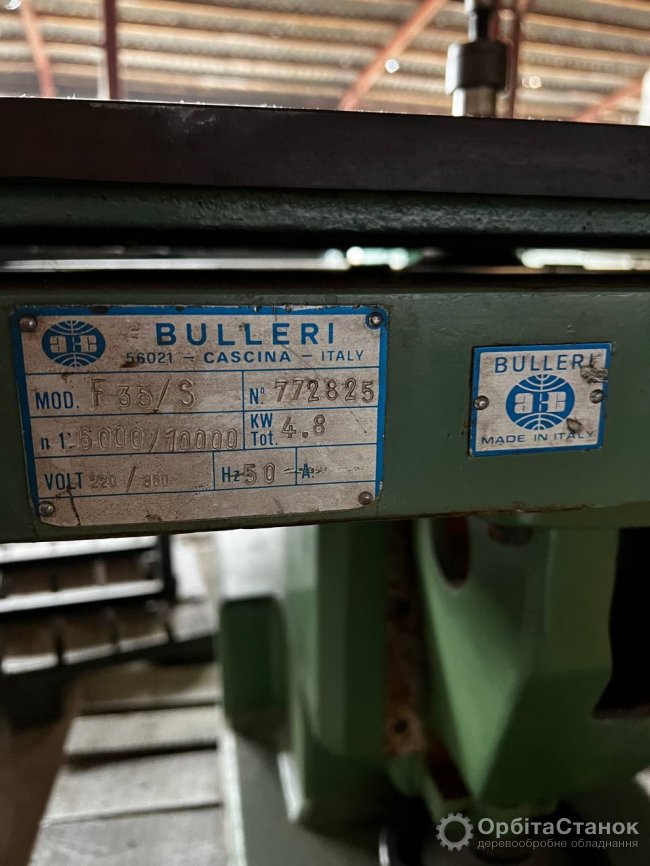 BULLERI
56021 - CASCINA - ITALY
MOD. F 35/S
N° 772825
n 1'. 6000/10000
KW Tot. 4.8
VOLT 220 / 380
Hz 50
A.
BULLERI
MADE IN ITALY
ОрбітаСтанок
деревообробне обладнання